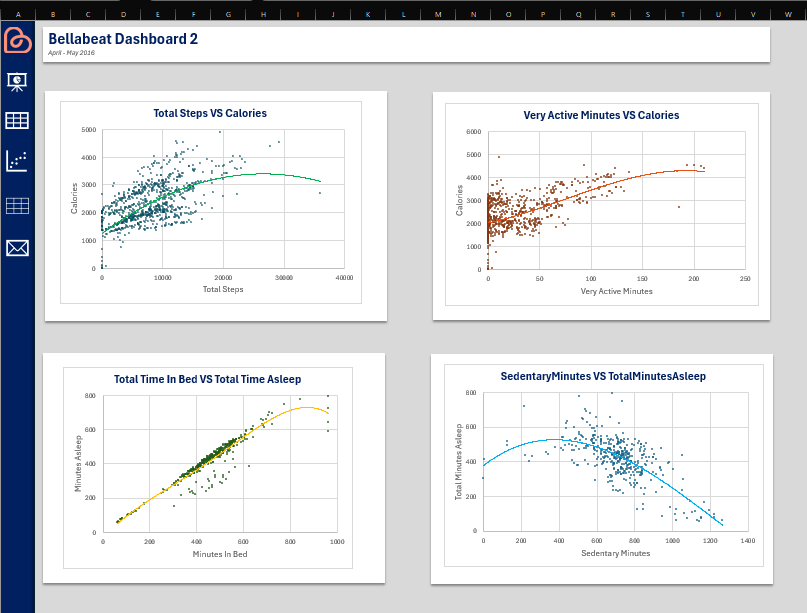 A B C D E F G H I J K L M N O P Q R S T U V W
Bellabeat Dashboard 2
April - May 2016
Total Steps VS Calories
5000
4000
3000
2000
1000
0
Calories
0 10000 20000 30000 40000
Total Steps
Very Active Minutes VS Calories
6000
5000
4000
3000
2000
1000
0
Calories
0 50 100 150 200 250
Very Active Minutes
Total Time In Bed VS Total Time Asleep
800
600
400
200
0
Minutes Asleep
0 200 400 600 800 1000
Minutes In Bed
SedentaryMinutes VS TotalMinutesAsleep
800
600
400
200
0
Total Minutes Asleep
0 200 400 600 800 1000 1200 1400
Sedentary Minutes